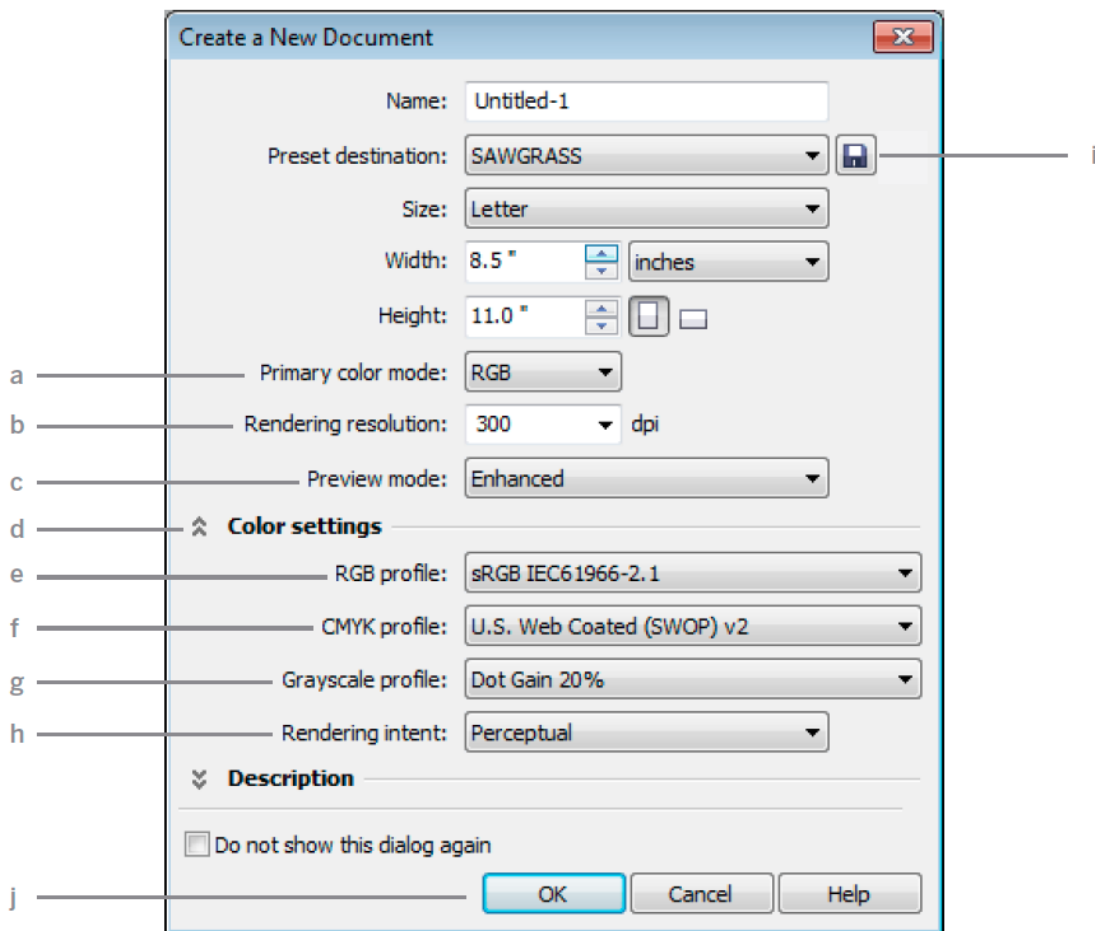 Create a New Document
Name: Untitled-1
Preset destination: SAWGRASS i
Size: Letter
Width: 8.5 " inches
Height: 11.0 "
a Primary color mode: RGB
b Rendering resolution: 300 dpi
c Preview mode: Enhanced
d Color settings
e RGB profile: sRGB IEC61966-2.1
f CMYK profile: U.S. Web Coated (SWOP) v2
g Grayscale profile: Dot Gain 20%
h Rendering intent: Perceptual
Description
Do not show this dialog again
j OK Cancel Help